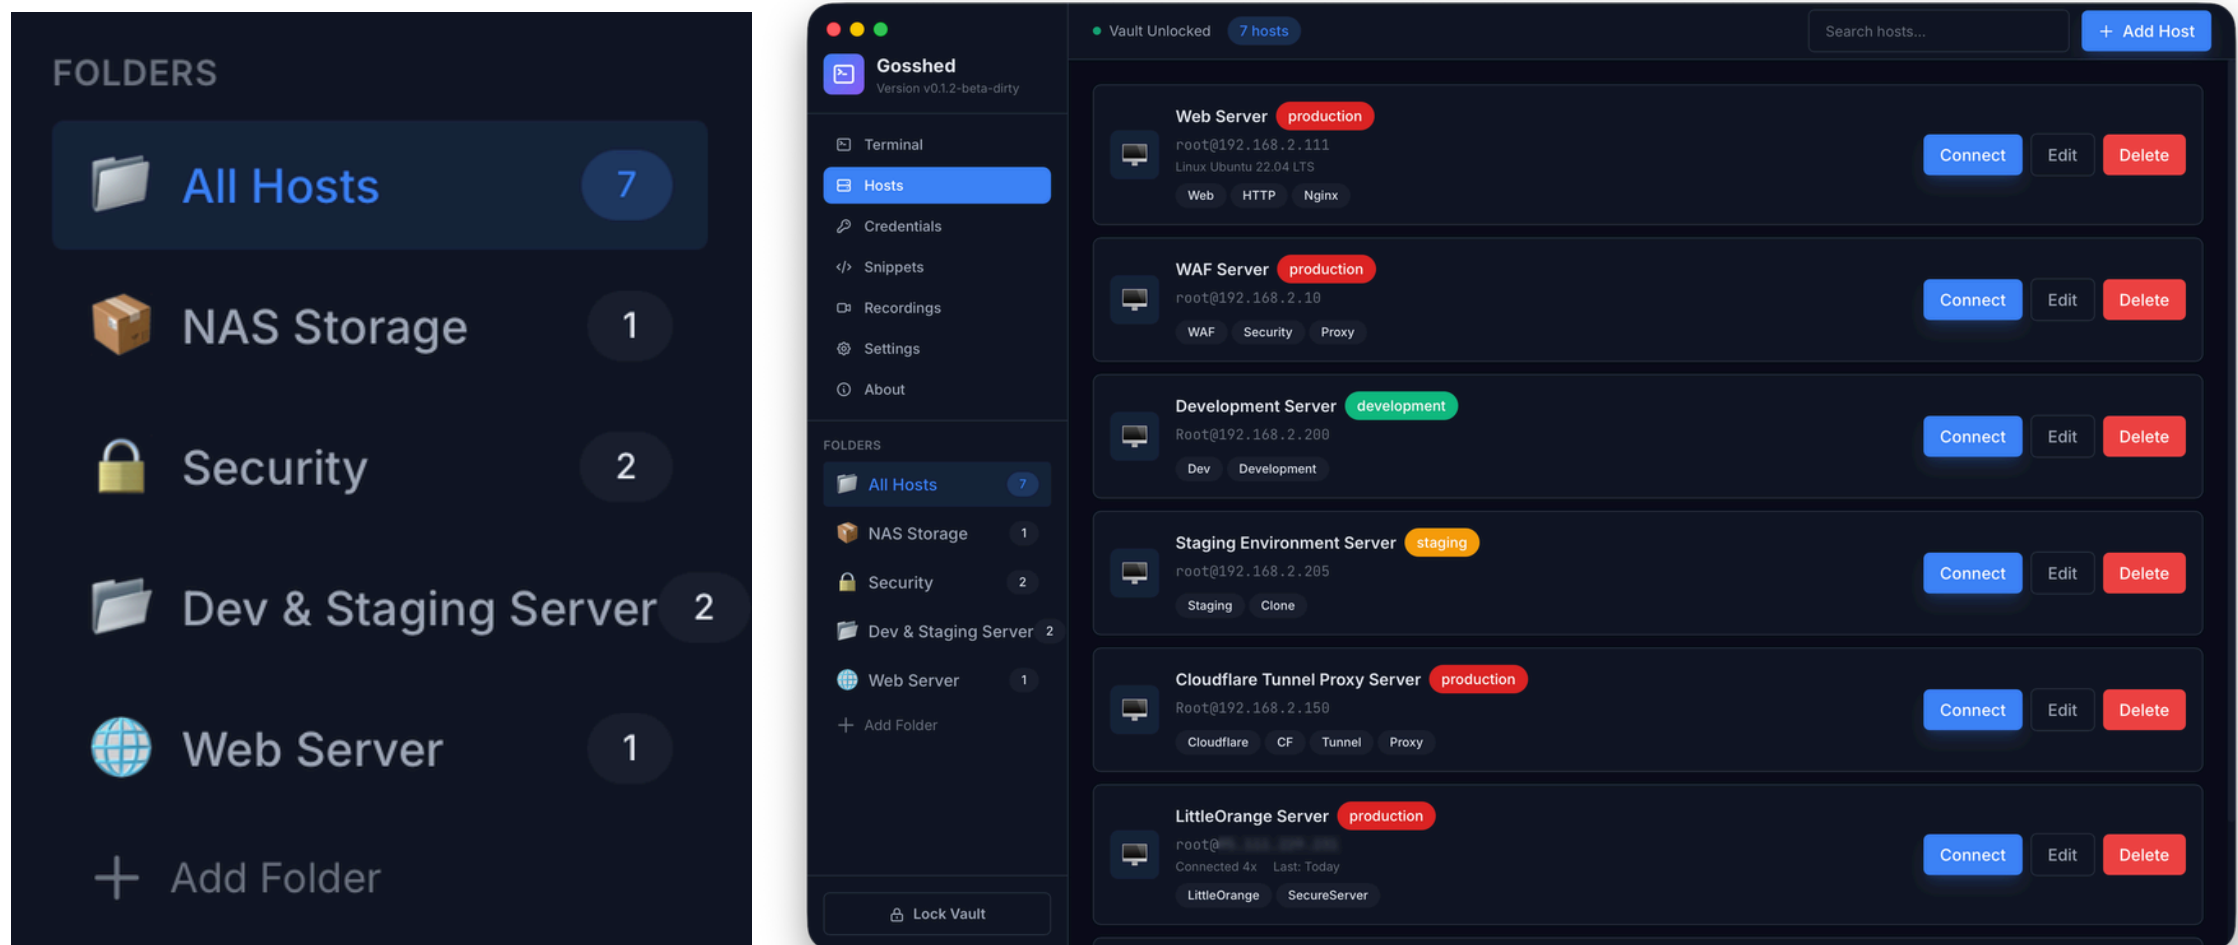 FOLDERS
All Hosts 7
NAS Storage 1
Security 2
Dev & Staging Server 2
Web Server 1
Add Folder
Gosshed
Version v0.1.2-beta-dirty
Terminal
Hosts
Credentials
Snippets
Recordings
Settings
About
FOLDERS
All Hosts 7
NAS Storage 1
Security 2
Dev & Staging Server 2
Web Server 1
Add Folder
Lock Vault
Vault Unlocked 7 hosts Search hosts... + Add Host
Web Server production
root@192.168.2.111
Linux Ubuntu 22.04 LTS
Web HTTP Nginx
Connect Edit Delete
WAF Server production
root@192.168.2.10
WAF Security Proxy
Connect Edit Delete
Development Server development
Root@192.168.2.200
Dev Development
Connect Edit Delete
Staging Environment Server staging
root@192.168.2.205
Staging Clone
Connect Edit Delete
Cloudflare Tunnel Proxy Server production
Root@192.168.2.150
Cloudflare CF Tunnel Proxy
Connect Edit Delete
LittleOrange Server production
root@
Connected 4x Last: Today
LittleOrange SecureServer
Connect Edit Delete